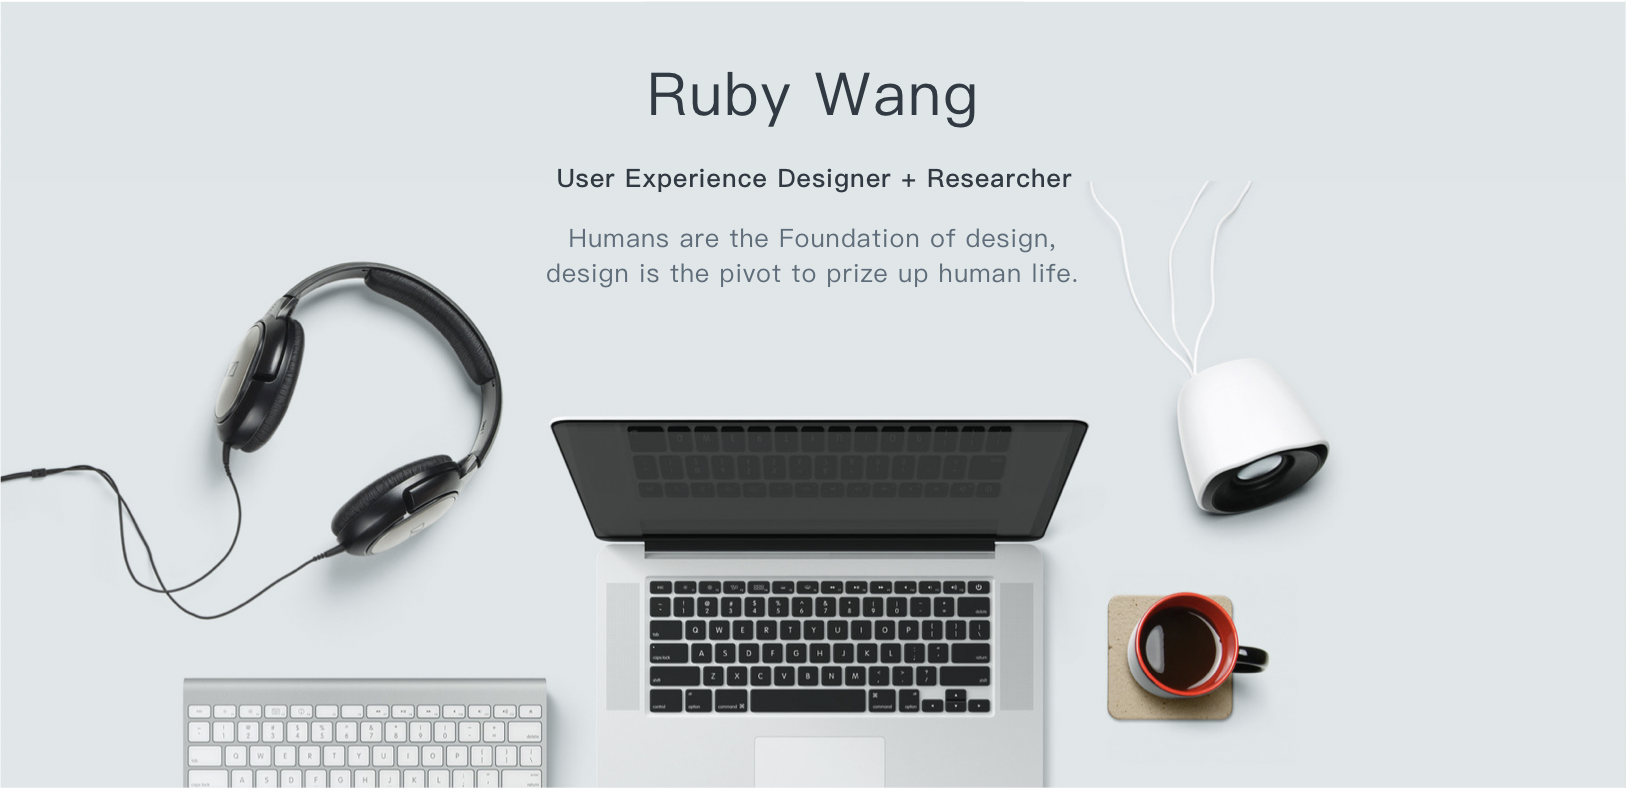 Ruby Wang
User Experience Designer + Researcher
Humans are the Foundation of design,
design is the pivot to prize up human life.